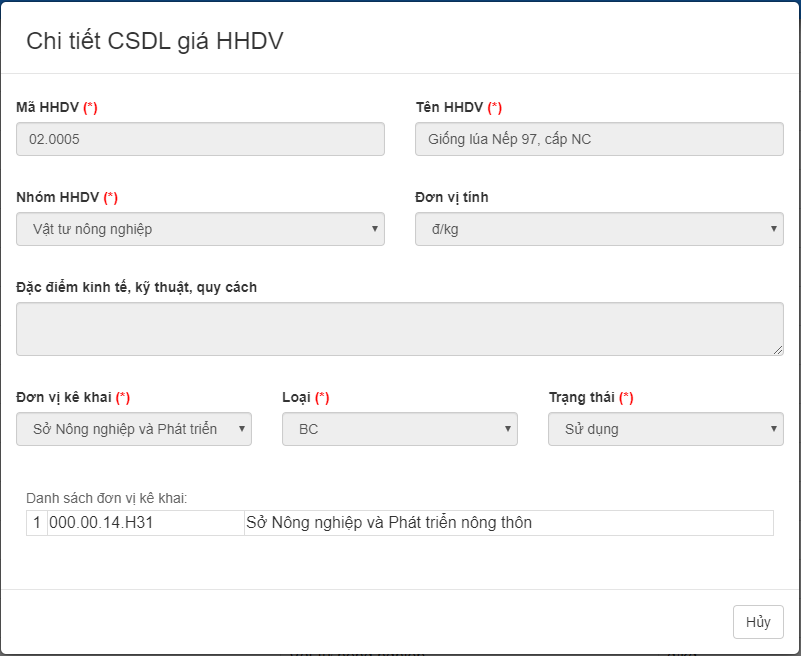 Chi tiết CSDL giá HHDV
Mã HHDV (*)
Tên HHDV (*)
02.0005
Giống lúa Nếp 97, cấp NC
Nhóm HHDV (*)
Đơn vị tính
Vật tư nông nghiệp
đ/kg
Đặc điểm kinh tế, kỹ thuật, quy cách
Đơn vị kê khai (*)
Loại (*)
Trạng thái (*)
Sở Nông nghiệp và Phát triển
BC
Sử dụng
Danh sách đơn vị kê khai:
1 000.00.14.H31 Sở Nông nghiệp và Phát triển nông thôn
Hủy